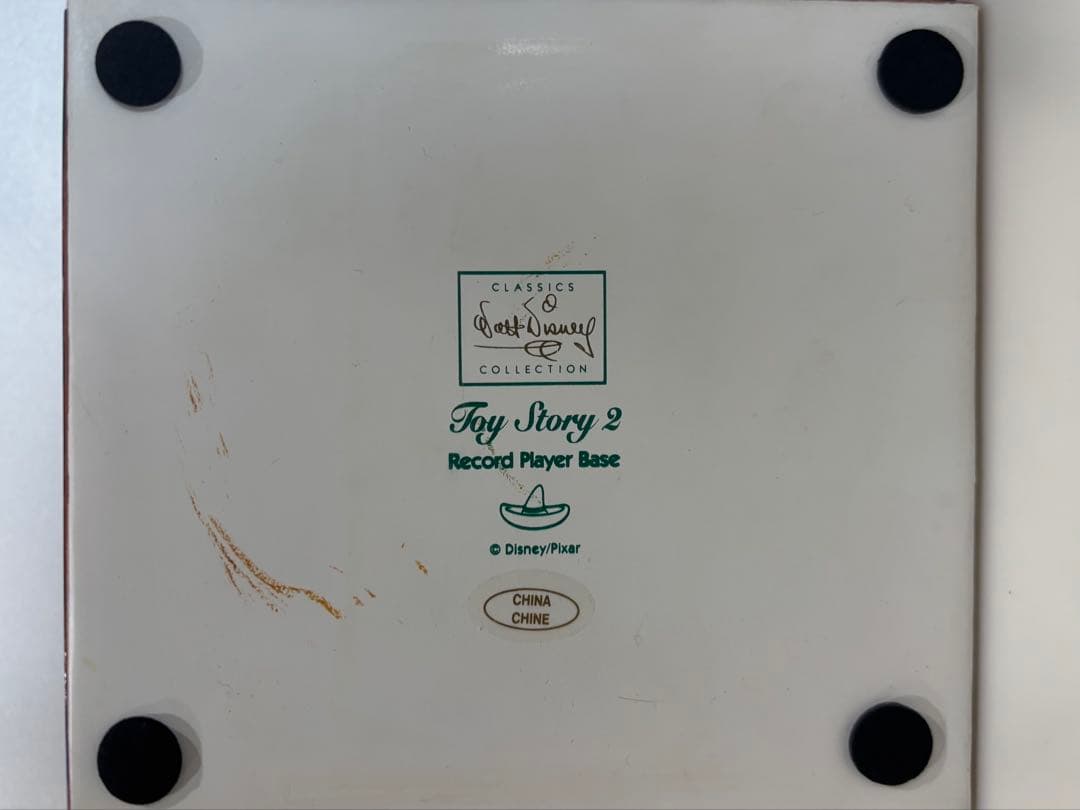 CLASSICS
Walt Disney
COLLECTION
Toy Story 2
Record Player Base
© Disney/Pixar
CHINA
CHINE